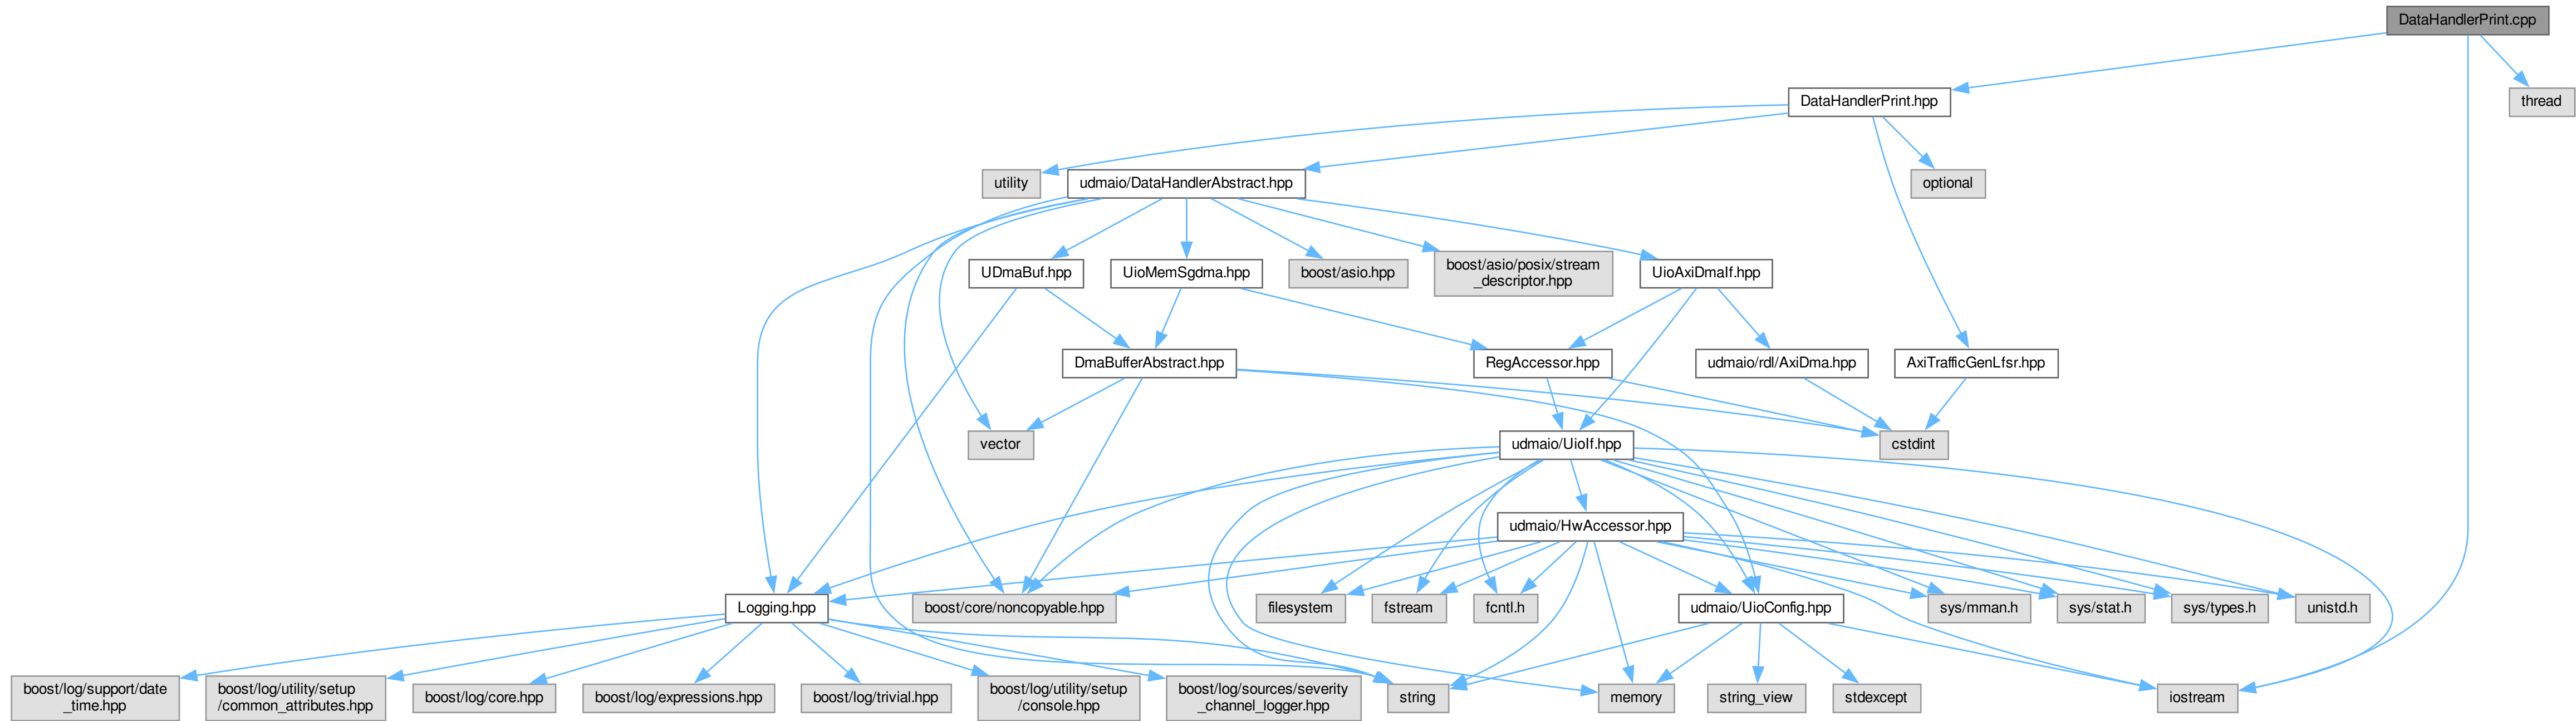 DataHandlerPrint.cpp
DataHandlerPrint.hpp
thread
utility
udmaio/DataHandlerAbstract.hpp
optional
UDmaBuf.hpp
UioMemSgdma.hpp
boost/asio.hpp
boost/asio/posix/stream
_descriptor.hpp
UioAxiDmaIf.hpp
DmaBufferAbstract.hpp
RegAccessor.hpp
udmaio/rdl/AxiDma.hpp
AxiTrafficGenLfsr.hpp
vector
udmaio/UioIf.hpp
cstdint
udmaio/HwAccessor.hpp
Logging.hpp
boost/core/noncopyable.hpp
filesystem
fstream
fcntl.h
udmaio/UioConfig.hpp
sys/mman.h
sys/stat.h
sys/types.h
unistd.h
boost/log/support/date
_time.hpp
boost/log/utility/setup
/common_attributes.hpp
boost/log/core.hpp
boost/log/expressions.hpp
boost/log/trivial.hpp
boost/log/utility/setup
/console.hpp
boost/log/sources/severity
_channel_logger.hpp
string
memory
string_view
stdexcept
iostream